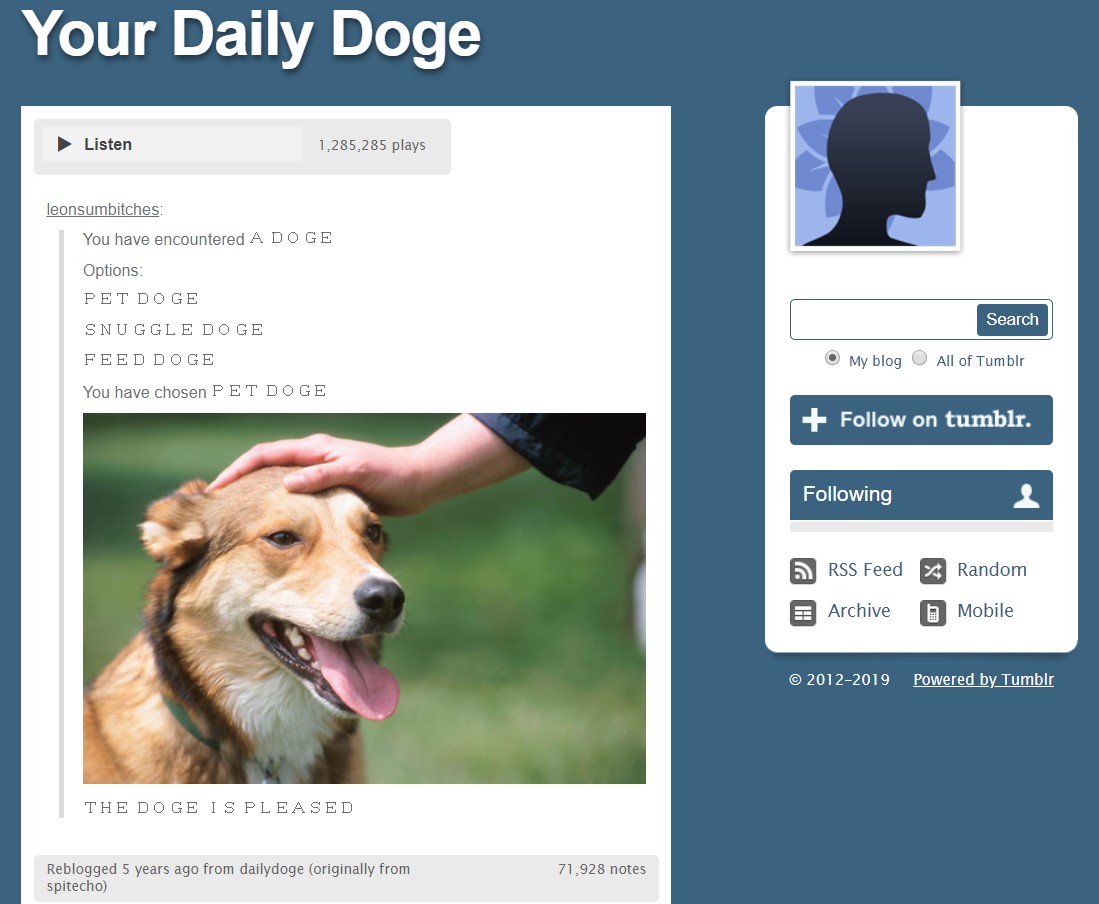 Your Daily Doge
Listen 1,285,285 plays
leonsumbitches:
You have encountered A DOGE
Options:
PET DOGE
SNUGGLE DOGE
FEED DOGE
You have chosen PET DOGE
THE DOGE IS PLEASED
Reblogged 5 years ago from dailydoge (originally from
spitecho)
71,928 notes
Search
My blog All of Tumblr
Follow on tumblr.
Following
RSS Feed Random
Archive Mobile
© 2012–2019 Powered by Tumblr